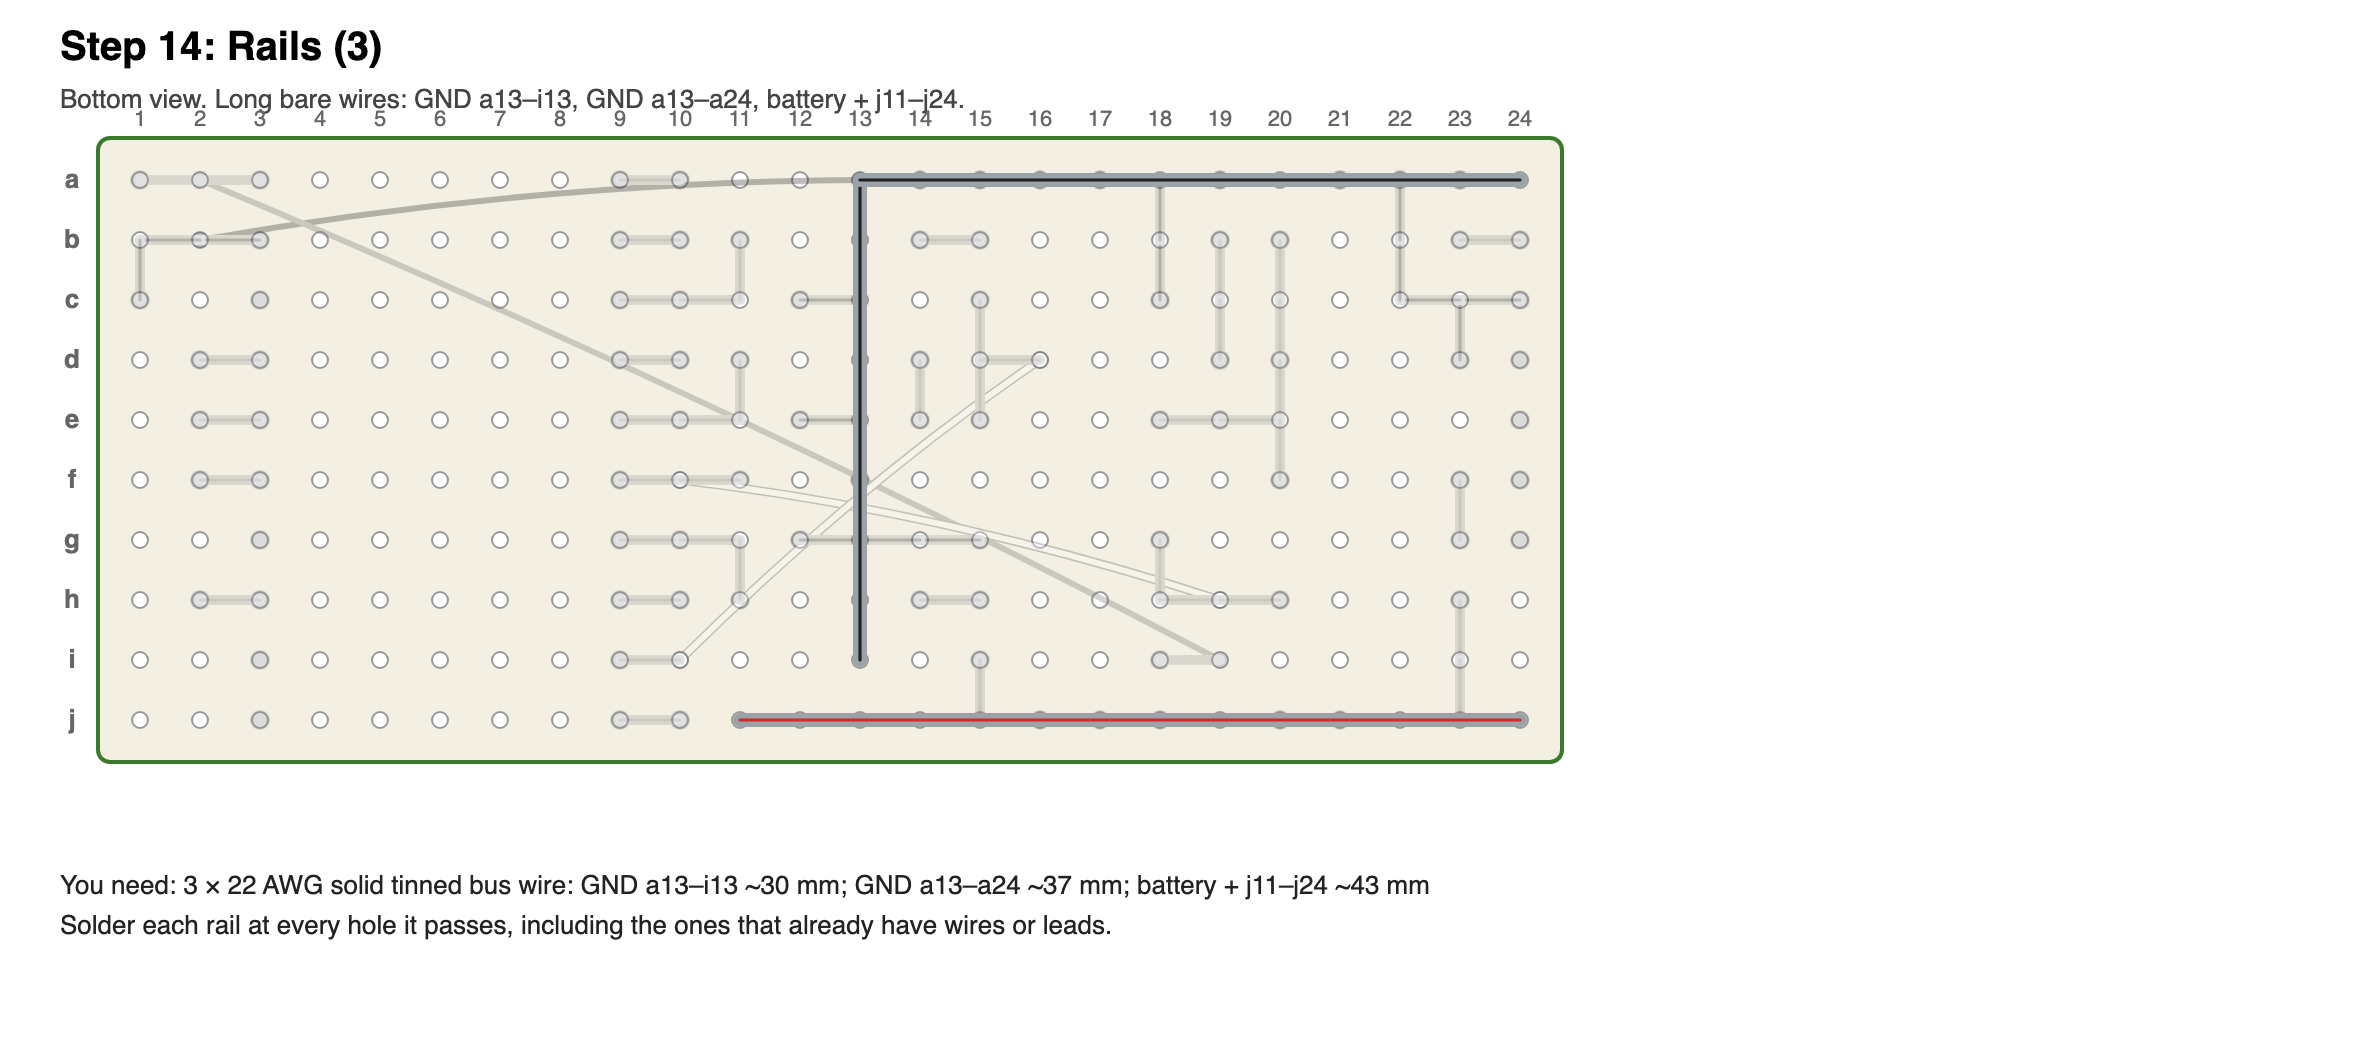 Step 14: Rails (3)
Bottom view. Long bare wires: GND a13–i13, GND a13–a24, battery + j11–j24.
1 2 3 4 5 6 7 8 9 10 11 12 13 14 15 16 17 18 19 20 21 22 23 24
a
b
c
d
e
f
g
h
i
j
You need: 3 × 22 AWG solid tinned bus wire: GND a13–i13 ~30 mm; GND a13–a24 ~37 mm; battery + j11–j24 ~43 mm
Solder each rail at every hole it passes, including the ones that already have wires or leads.